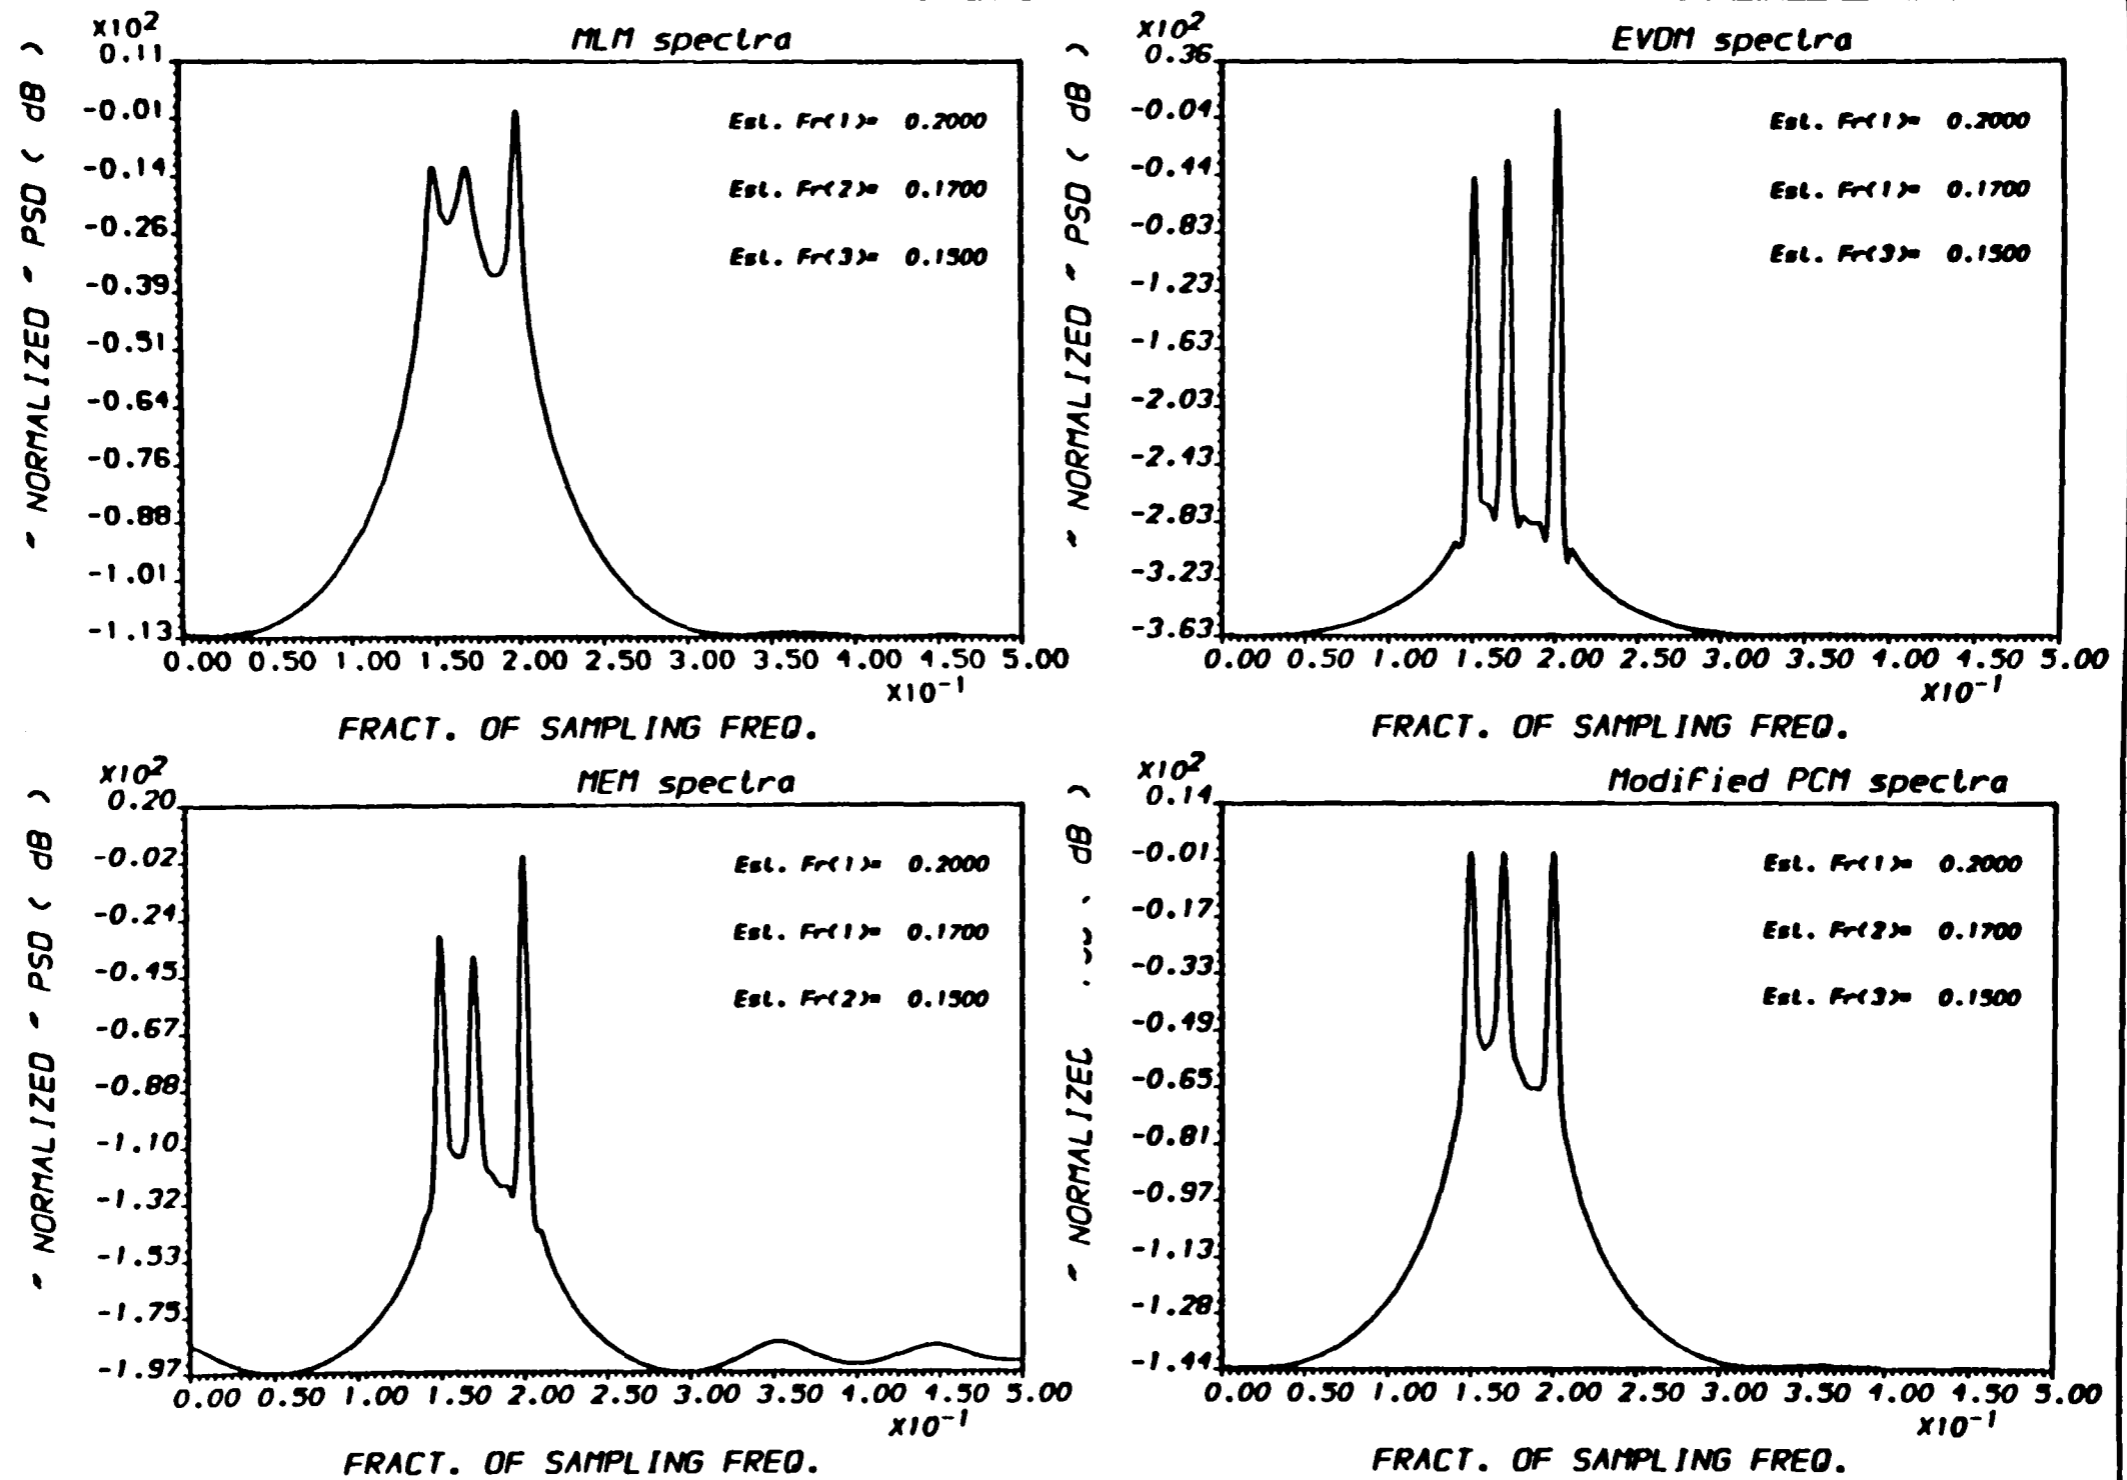 x10²
MLM spectra
0.11
-0.01
-0.14
-0.26
-0.39
-0.51
-0.64
-0.76
-0.88
-1.01
-1.13
" NORMALIZED " PSD ( dB )
Est. Fr(1)= 0.2000
Est. Fr(2)= 0.1700
Est. Fr(3)= 0.1500
0.00 0.50 1.00 1.50 2.00 2.50 3.00 3.50 4.00 4.50 5.00
x10⁻¹
FRACT. OF SAMPLING FREQ.
x10²
EVDM spectra
0.36
-0.04
-0.44
-0.83
-1.23
-1.63
-2.03
-2.43
-2.83
-3.23
-3.63
" NORMALIZED " PSD ( dB )
Est. Fr(1)= 0.2000
Est. Fr(1)= 0.1700
Est. Fr(3)= 0.1500
0.00 0.50 1.00 1.50 2.00 2.50 3.00 3.50 4.00 4.50 5.00
x10⁻¹
FRACT. OF SAMPLING FREQ.
x10²
MEM spectra
0.20
-0.02
-0.24
-0.45
-0.67
-0.88
-1.10
-1.32
-1.53
-1.75
-1.97
" NORMALIZED " PSD ( dB )
Est. Fr(1)= 0.2000
Est. Fr(1)= 0.1700
Est. Fr(2)= 0.1500
0.00 0.50 1.00 1.50 2.00 2.50 3.00 3.50 4.00 4.50 5.00
x10⁻¹
FRACT. OF SAMPLING FREQ.
x10²
Modified PCM spectra
0.14
-0.01
-0.17
-0.33
-0.49
-0.65
-0.81
-0.97
-1.13
-1.28
-1.44
dB )
Est. Fr(1)= 0.2000
Est. Fr(2)= 0.1700
Est. Fr(3)= 0.1500
0.00 0.50 1.00 1.50 2.00 2.50 3.00 3.50 4.00 4.50 5.00
x10⁻¹
FRACT. OF SAMPLING FREQ.